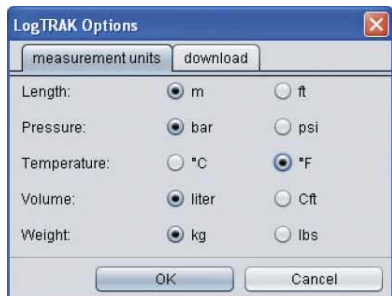 LogTRAK Options
measurement units download
Length: m ft
Pressure: bar psi
Temperature: °C °F
Volume: liter Cft
Weight: kg lbs
OK Cancel